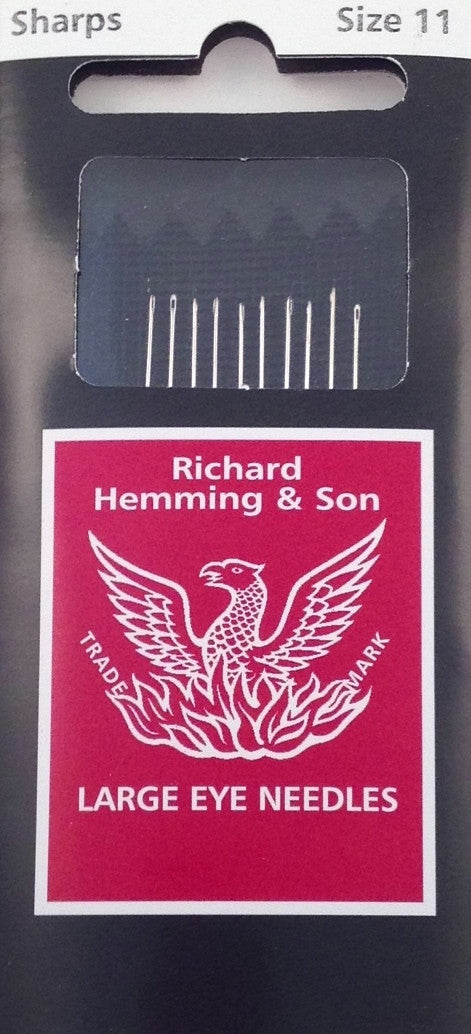 Sharps Size 11
Richard
Hemming & Son
TRADE MARK
LARGE EYE NEEDLES